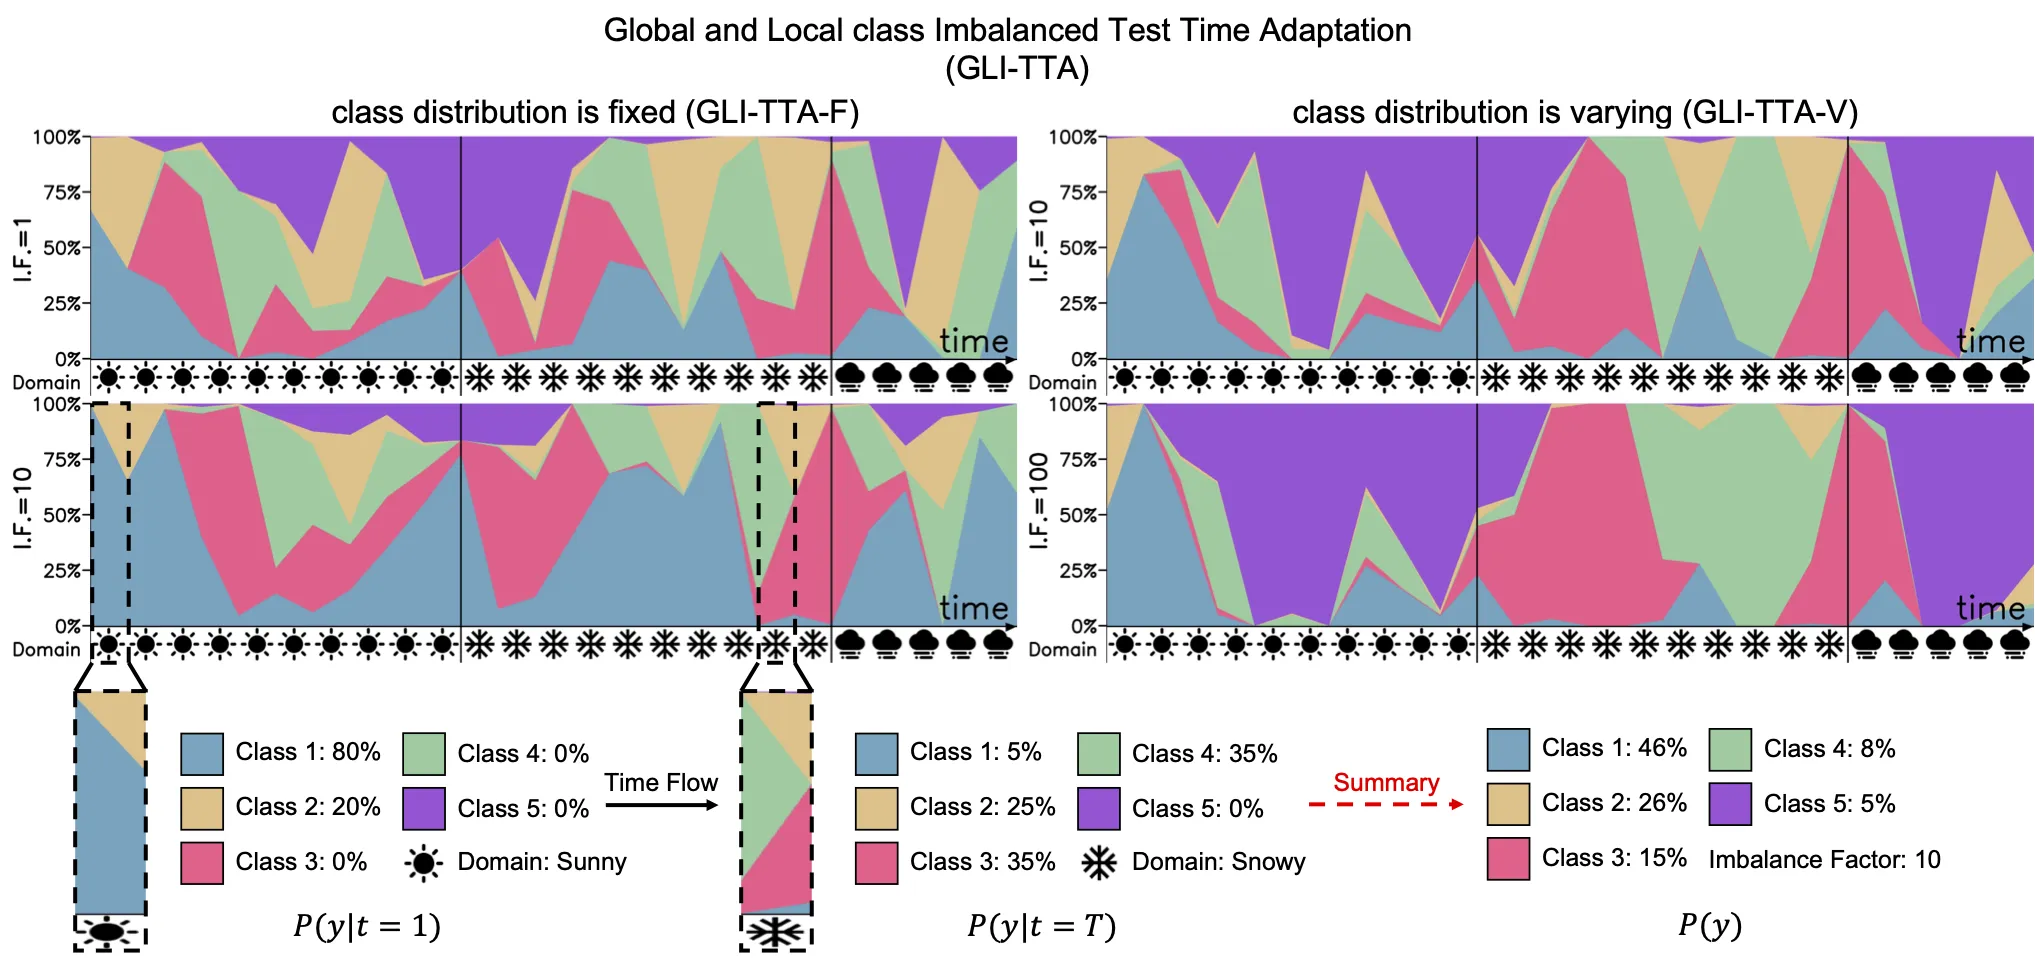 Global and Local class Imbalanced Test Time Adaptation
(GLI-TTA)
class distribution is fixed (GLI-TTA-F)
class distribution is varying (GLI-TTA-V)
I.F.=1
100%
75%
50%
25%
0%
time
Domain
I.F.=10
100%
75%
50%
25%
0%
time
Domain
I.F.=10
100%
75%
50%
25%
0%
time
Domain
I.F.=100
100%
75%
50%
25%
0%
time
Domain
Class 1: 80%
Class 4: 0%
Class 2: 20%
Class 5: 0%
Class 3: 0%
Domain: Sunny
P(y|t = 1)
Time Flow
Class 1: 5%
Class 4: 35%
Class 2: 25%
Class 5: 0%
Class 3: 35%
Domain: Snowy
P(y|t = T)
Summary
Class 1: 46%
Class 4: 8%
Class 2: 26%
Class 5: 5%
Class 3: 15%
Imbalance Factor: 10
P(y)